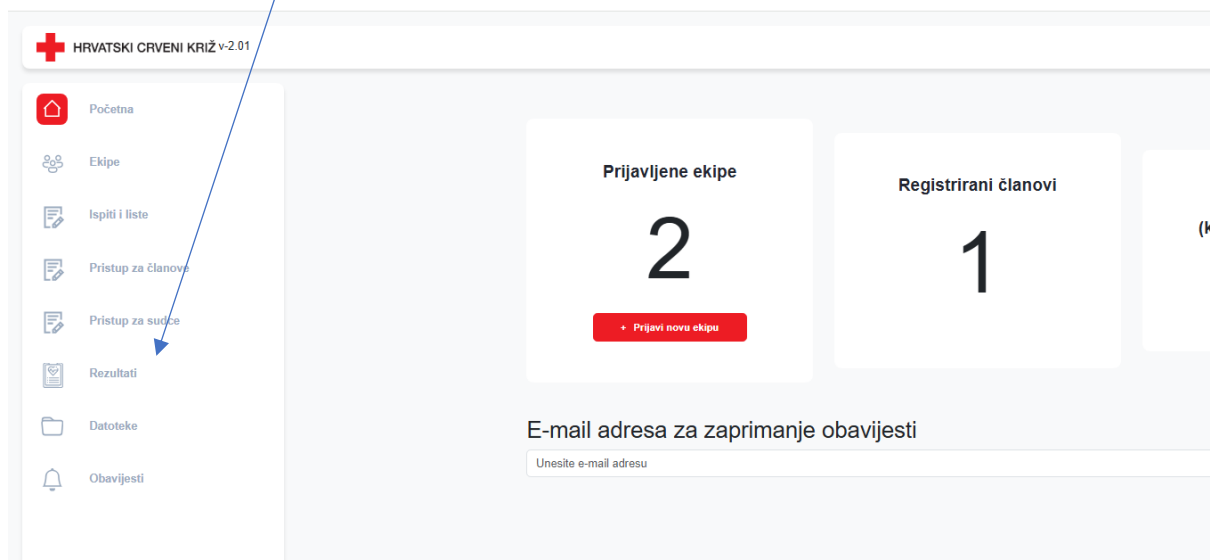 HRVATSKI CRVENI KRIŽ v-2.01
Početna
Ekipe
Ispiti i liste
Pristup za članove
Pristup za sudce
Rezultati
Datoteke
Obavijesti
Prijavljene ekipe
2
+ Prijavi novu ekipu
Registrirani članovi
1
(K
E-mail adresa za zaprimanje obavijesti
Unesite e-mail adresu